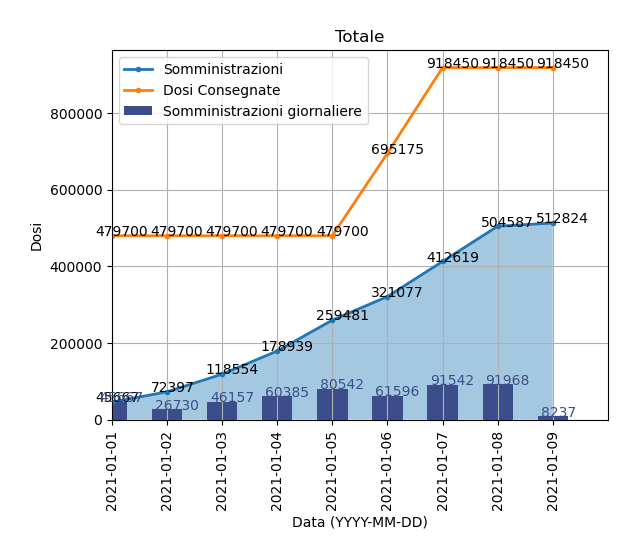 Totale
Somministrazioni
Dosi Consegnate
Somministrazioni giornaliere
Dosi
800000
600000
400000
200000
0
479700 479700 479700 479700 479700 695175 918450 918450 918450
45667 72397 118554 178939 259481 321077 412619 504587 512824
26730 46157 60385 80542 61596 91542 91968 8237
2021-01-01
2021-01-02
2021-01-03
2021-01-04
2021-01-05
2021-01-06
2021-01-07
2021-01-08
2021-01-09
Data (YYYY-MM-DD)